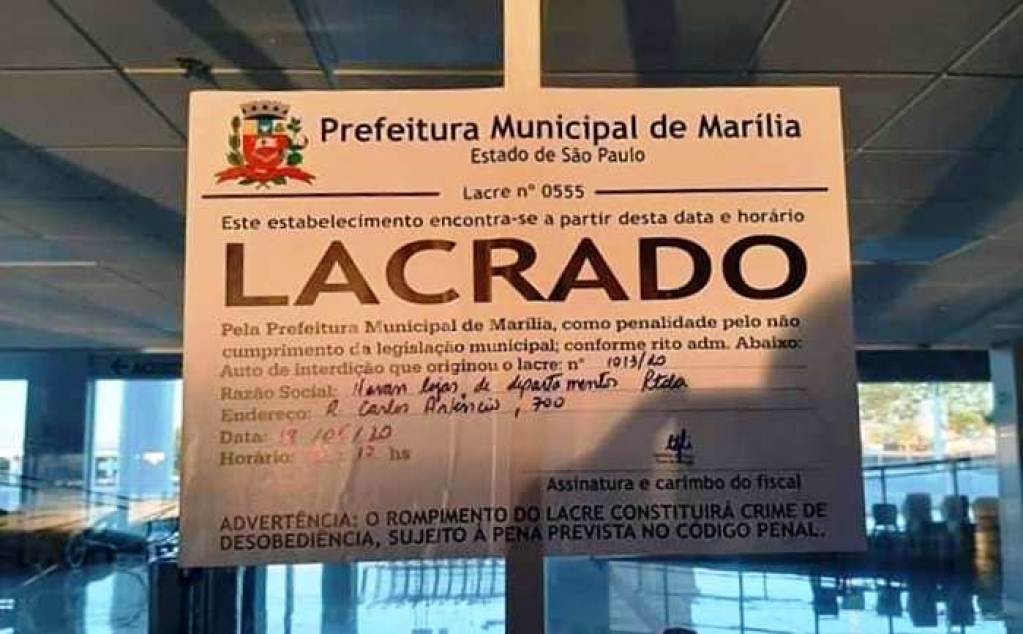 Prefeitura Municipal de Marília
Estado de São Paulo
Lacre nº 0555
Este estabelecimento encontra-se a partir desta data e horário
LACRADO
Pela Prefeitura Municipal de Marília, como penalidade pelo não
cumprimento da legislação municipal; conforme rito adm. Abaixo:
Auto de interdição que originou o lacre: nº 1013/20
Razão Social: Havan lojas de departamentos Ltda
Endereço: R Carlos Artêncio, 700
Data: 18/05/20
Horário: 12 hs
Assinatura e carimbo do fiscal
ADVERTÊNCIA: O ROMPIMENTO DO LACRE CONSTITUIRÁ CRIME DE
DESOBEDIÊNCIA, SUJEITO À PENA PREVISTA NO CÓDIGO PENAL.